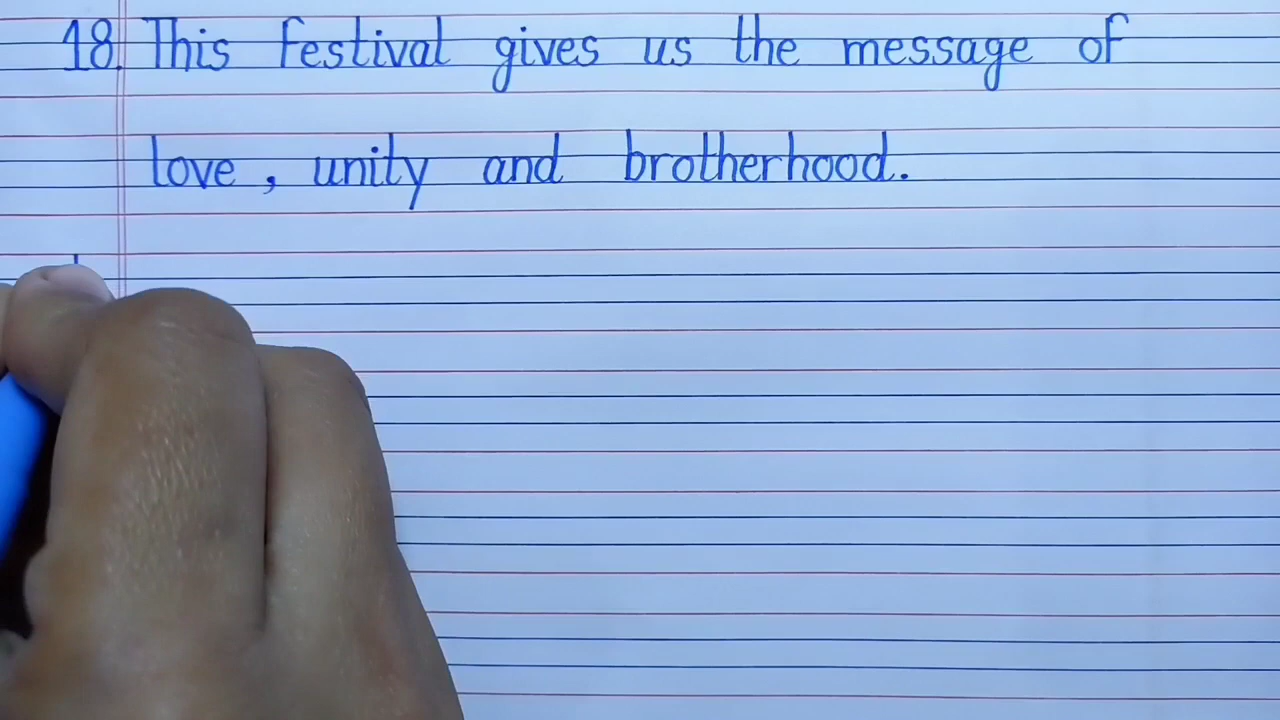 18. This festival gives us the message of
love, unity and brotherhood.